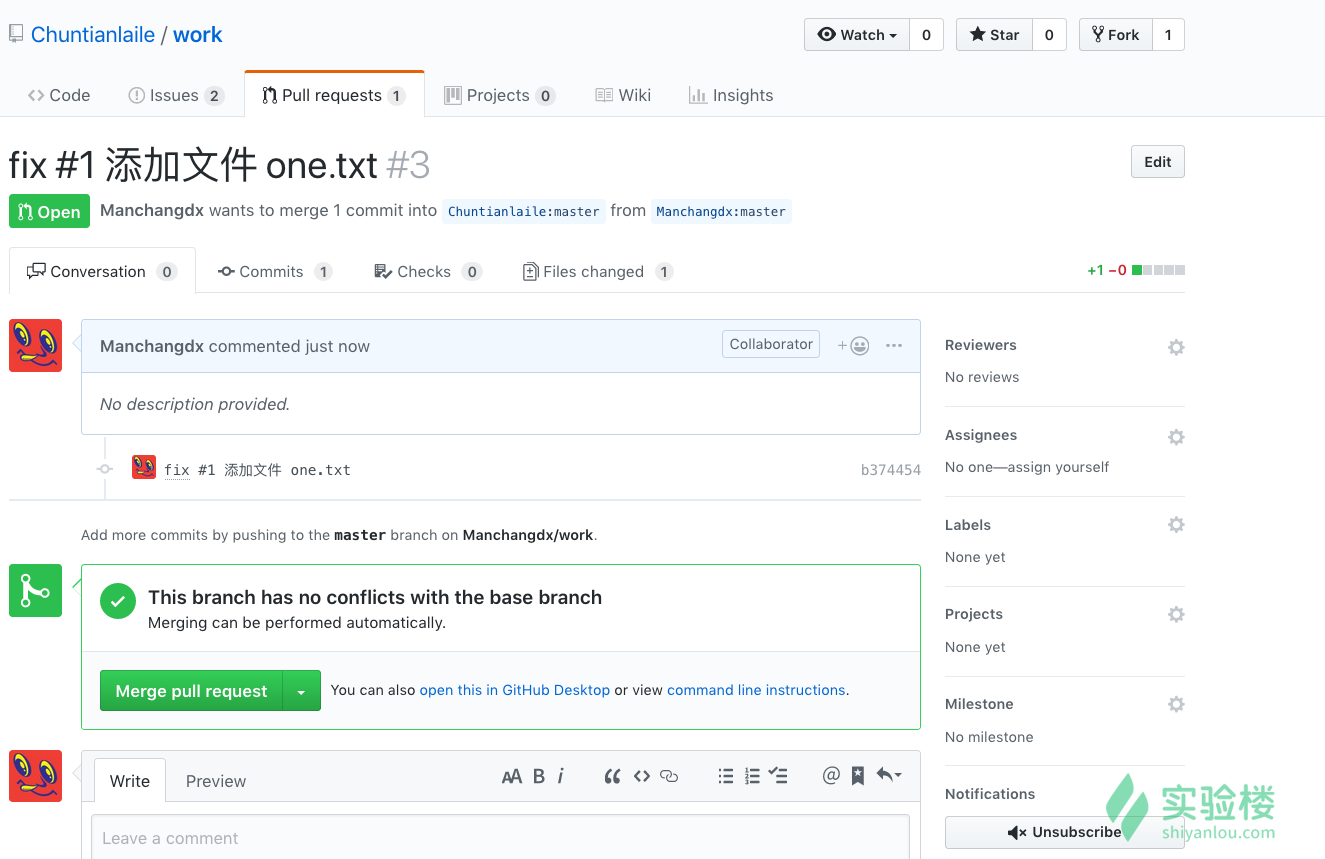 Chuntianlaile / work
Watch 0 Star 0 Fork 1
Code Issues 2 Pull requests 1 Projects 0 Wiki Insights
fix #1 添加文件 one.txt #3
Edit
Open Manchangdx wants to merge 1 commit into Chuntianlaile:master from Manchangdx:master
Conversation 0 Commits 1 Checks 0 Files changed 1 +1 −0
Manchangdx commented just now Collaborator
No description provided.
fix #1 添加文件 one.txt b374454
Add more commits by pushing to the master branch on Manchangdx/work.
This branch has no conflicts with the base branch
Merging can be performed automatically.
Merge pull request You can also open this in GitHub Desktop or view command line instructions.
Write Preview
Leave a comment
Reviewers
No reviews
Assignees
No one—assign yourself
Labels
None yet
Projects
None yet
Milestone
No milestone
Notifications
Unsubscribe
实验楼
shiyanlou.com